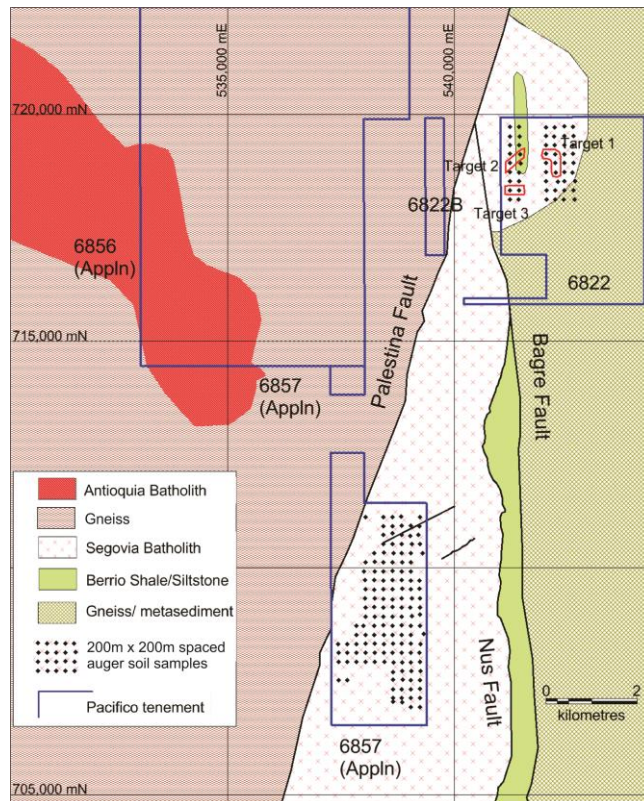 535,000 mE
540,000 mE
720,000 mN
Target 1
Target 2
Target 3
6822B
6856
(Appln)
6822
Palestina Fault
715,000 mN
Bagre Fault
6857
(Appln)
Antioquia Batholith
Gneiss
Segovia Batholith
Berrio Shale/Siltstone
Gneiss/ metasediment
200m x 200m spaced
auger soil samples
Pacifico tenement
Nus Fault
0 2
kilometres
6857
(Appln)
705,000 mN